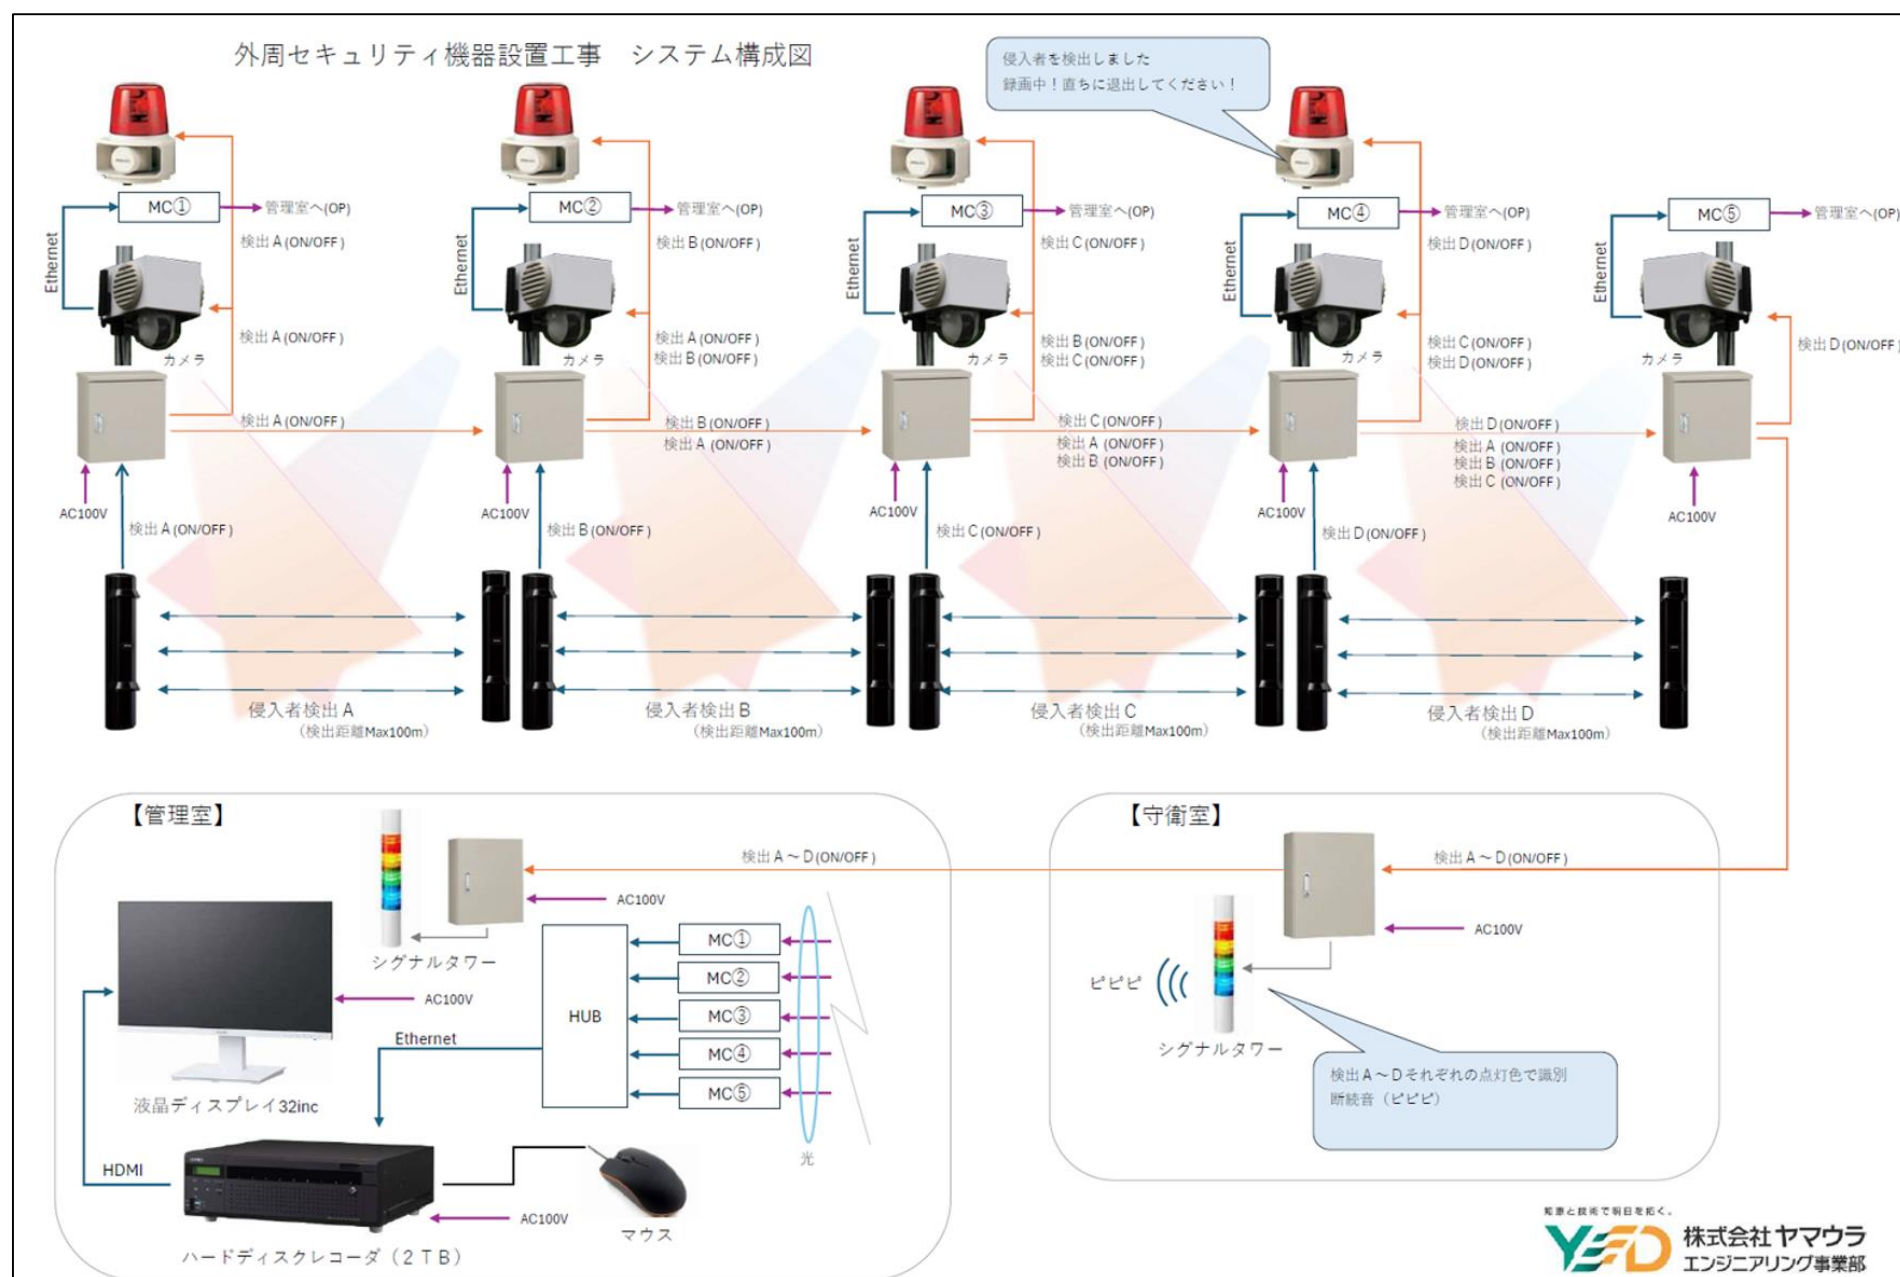 外周セキュリティ機器設置工事 システム構成図
侵入者を検出しました
録画中！直ちに退出してください！
MC①
管理室へ(OP)
MC②
管理室へ(OP)
MC③
管理室へ(OP)
MC④
管理室へ(OP)
MC⑤
管理室へ(OP)
Ethernet
検出A(ON/OFF)
Ethernet
検出B(ON/OFF)
Ethernet
検出C(ON/OFF)
Ethernet
検出D(ON/OFF)
Ethernet
カメラ
検出A(ON/OFF)
カメラ
検出A(ON/OFF)
検出B(ON/OFF)
カメラ
検出B(ON/OFF)
検出C(ON/OFF)
カメラ
検出C(ON/OFF)
検出D(ON/OFF)
カメラ
検出D(ON/OFF)
検出A(ON/OFF)
検出B(ON/OFF)
検出A(ON/OFF)
検出C(ON/OFF)
検出A(ON/OFF)
検出B(ON/OFF)
検出D(ON/OFF)
検出A(ON/OFF)
検出B(ON/OFF)
検出C(ON/OFF)
AC100V
AC100V
AC100V
AC100V
AC100V
検出A(ON/OFF)
検出B(ON/OFF)
検出C(ON/OFF)
検出D(ON/OFF)
侵入者検出A
（検出距離Max100m）
侵入者検出B
（検出距離Max100m）
侵入者検出C
（検出距離Max100m）
侵入者検出D
（検出距離Max100m）
【管理室】
検出A～D(ON/OFF)
AC100V
シグナルタワー
AC100V
液晶ディスプレイ32inc
HUB
MC①
MC②
MC③
MC④
MC⑤
光
Ethernet
HDMI
AC100V
マウス
ハードディスクレコーダ（2TB）
【守衛室】
検出A～D(ON/OFF)
AC100V
ピピピ
シグナルタワー
検出A～Dそれぞれの点灯色で識別
断続音（ピピピ）
知恵と技術で明日を拓く。
YED
株式会社ヤマウラ
エンジニアリング事業部